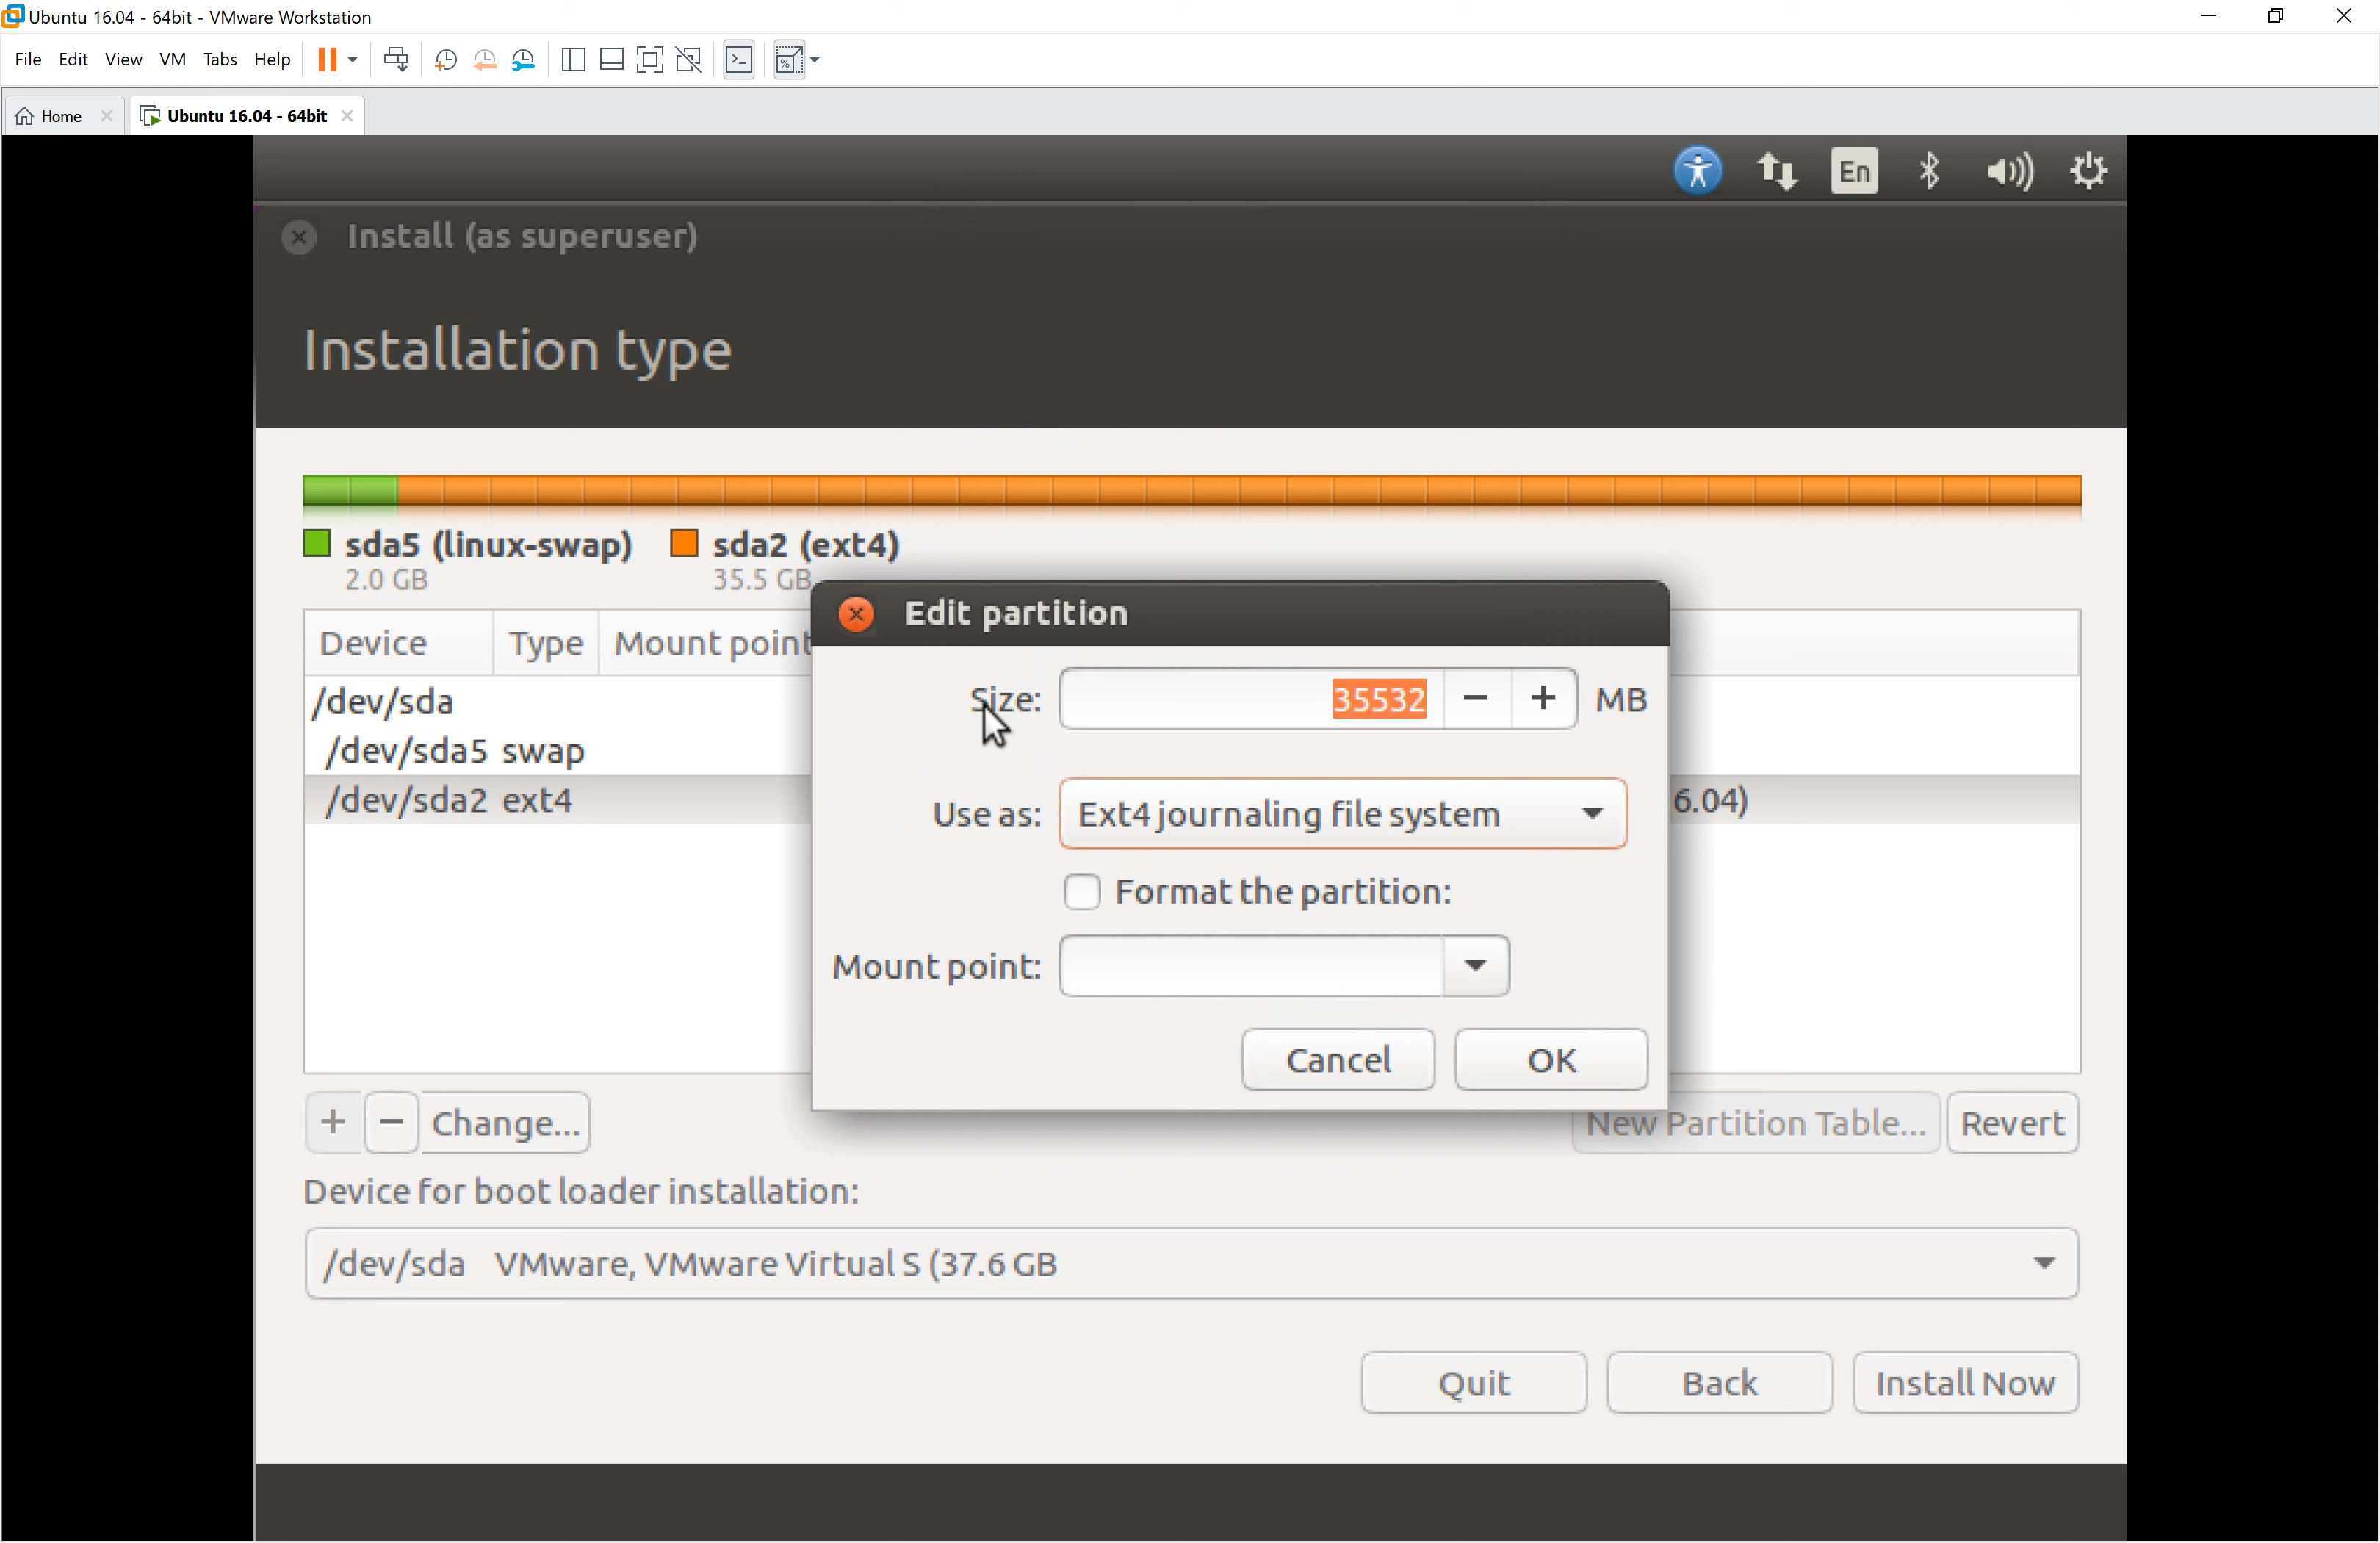 Ubuntu 16.04 - 64bit - VMware Workstation
File Edit View VM Tabs Help
Home Ubuntu 16.04 - 64bit
En
Install (as superuser)
Installation type
sda5 (linux-swap) sda2 (ext4)
2.0 GB 35.5 GB
Device Type Mount point
/dev/sda
/dev/sda5 swap
/dev/sda2 ext4 6.04)
Edit partition
Size: 35532 MB
Use as: Ext4 journaling file system
Format the partition:
Mount point:
Cancel OK
+ − Change... New Partition Table... Revert
Device for boot loader installation:
/dev/sda VMware, VMware Virtual S (37.6 GB
Quit Back Install Now